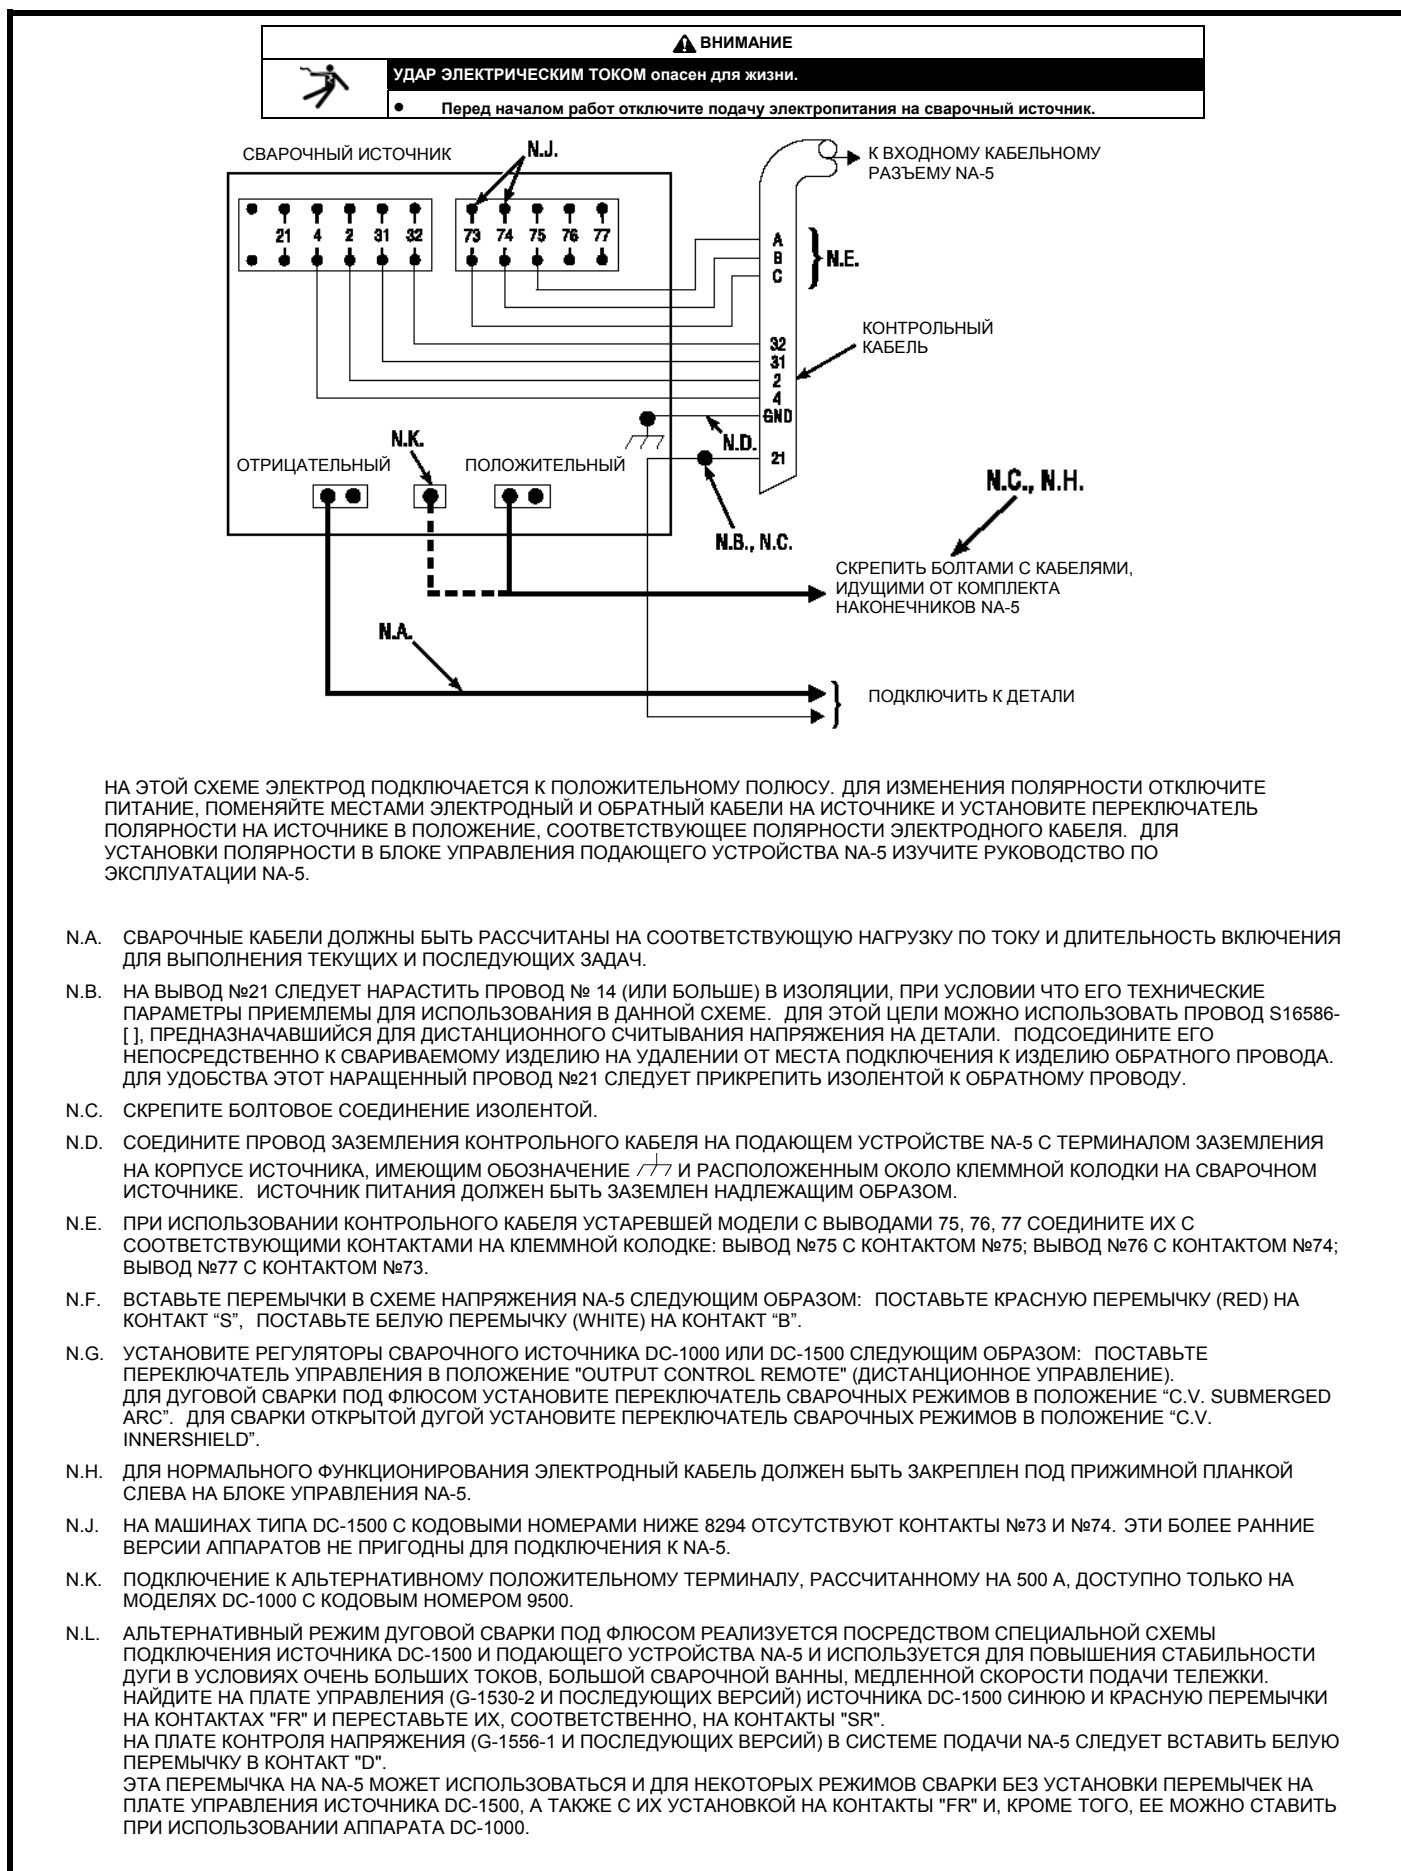 ВНИМАНИЕ
УДАР ЭЛЕКТРИЧЕСКИМ ТОКОМ опасен для жизни.
● Перед началом работ отключите подачу электропитания на сварочный источник.
СВАРОЧНЫЙ ИСТОЧНИК
N.J.
К ВХОДНОМУ КАБЕЛЬНОМУ
РАЗЪЕМУ NA-5
21 4 2 31 32 73 74 75 76 77
A
B
C
N.E.
КОНТРОЛЬНЫЙ
КАБЕЛЬ
32
31
2
4
GND
21
N.D.
N.K.
ОТРИЦАТЕЛЬНЫЙ
ПОЛОЖИТЕЛЬНЫЙ
N.B., N.C.
N.C., N.H.
СКРЕПИТЬ БОЛТАМИ С КАБЕЛЯМИ,
ИДУЩИМИ ОТ КОМПЛЕКТА
НАКОНЕЧНИКОВ NA-5
N.A.
ПОДКЛЮЧИТЬ К ДЕТАЛИ
НА ЭТОЙ СХЕМЕ ЭЛЕКТРОД ПОДКЛЮЧАЕТСЯ К ПОЛОЖИТЕЛЬНОМУ ПОЛЮСУ. ДЛЯ ИЗМЕНЕНИЯ ПОЛЯРНОСТИ ОТКЛЮЧИТЕ
ПИТАНИЕ, ПОМЕНЯЙТЕ МЕСТАМИ ЭЛЕКТРОДНЫЙ И ОБРАТНЫЙ КАБЕЛИ НА ИСТОЧНИКЕ И УСТАНОВИТЕ ПЕРЕКЛЮЧАТЕЛЬ
ПОЛЯРНОСТИ НА ИСТОЧНИКЕ В ПОЛОЖЕНИЕ, СООТВЕТСТВУЮЩЕЕ ПОЛЯРНОСТИ ЭЛЕКТРОДНОГО КАБЕЛЯ. ДЛЯ
УСТАНОВКИ ПОЛЯРНОСТИ В БЛОКЕ УПРАВЛЕНИЯ ПОДАЮЩЕГО УСТРОЙСТВА NA-5 ИЗУЧИТЕ РУКОВОДСТВО ПО
ЭКСПЛУАТАЦИИ NA-5.
N.A. СВАРОЧНЫЕ КАБЕЛИ ДОЛЖНЫ БЫТЬ РАССЧИТАНЫ НА СООТВЕТСТВУЮЩУЮ НАГРУЗКУ ПО ТОКУ И ДЛИТЕЛЬНОСТЬ ВКЛЮЧЕНИЯ
ДЛЯ ВЫПОЛНЕНИЯ ТЕКУЩИХ И ПОСЛЕДУЮЩИХ ЗАДАЧ.
N.B. НА ВЫВОД №21 СЛЕДУЕТ НАРАСТИТЬ ПРОВОД № 14 (ИЛИ БОЛЬШЕ) В ИЗОЛЯЦИИ, ПРИ УСЛОВИИ ЧТО ЕГО ТЕХНИЧЕСКИЕ
ПАРАМЕТРЫ ПРИЕМЛЕМЫ ДЛЯ ИСПОЛЬЗОВАНИЯ В ДАННОЙ СХЕМЕ. ДЛЯ ЭТОЙ ЦЕЛИ МОЖНО ИСПОЛЬЗОВАТЬ ПРОВОД S16586-
[ ], ПРЕДНАЗНАЧАВШИЙСЯ ДЛЯ ДИСТАНЦИОННОГО СЧИТЫВАНИЯ НАПРЯЖЕНИЯ НА ДЕТАЛИ. ПОДСОЕДИНИТЕ ЕГО
НЕПОСРЕДСТВЕННО К СВАРИВАЕМОМУ ИЗДЕЛИЮ НА УДАЛЕНИИ ОТ МЕСТА ПОДКЛЮЧЕНИЯ К ИЗДЕЛИЮ ОБРАТНОГО ПРОВОДА.
ДЛЯ УДОБСТВА ЭТОТ НАРАЩЕННЫЙ ПРОВОД №21 СЛЕДУЕТ ПРИКРЕПИТЬ ИЗОЛЕНТОЙ К ОБРАТНОМУ ПРОВОДУ.
N.C. СКРЕПИТЕ БОЛТОВОЕ СОЕДИНЕНИЕ ИЗОЛЕНТОЙ.
N.D. СОЕДИНИТЕ ПРОВОД ЗАЗЕМЛЕНИЯ КОНТРОЛЬНОГО КАБЕЛЯ НА ПОДАЮЩЕМ УСТРОЙСТВЕ NA-5 С ТЕРМИНАЛОМ ЗАЗЕМЛЕНИЯ
НА КОРПУСЕ ИСТОЧНИКА, ИМЕЮЩИМ ОБОЗНАЧЕНИЕ И РАСПОЛОЖЕННЫМ ОКОЛО КЛЕММНОЙ КОЛОДКИ НА СВАРОЧНОМ
ИСТОЧНИКЕ. ИСТОЧНИК ПИТАНИЯ ДОЛЖЕН БЫТЬ ЗАЗЕМЛЕН НАДЛЕЖАЩИМ ОБРАЗОМ.
N.E. ПРИ ИСПОЛЬЗОВАНИИ КОНТРОЛЬНОГО КАБЕЛЯ УСТАРЕВШЕЙ МОДЕЛИ С ВЫВОДАМИ 75, 76, 77 СОЕДИНИТЕ ИХ С
СООТВЕТСТВУЮЩИМИ КОНТАКТАМИ НА КЛЕММНОЙ КОЛОДКЕ: ВЫВОД №75 С КОНТАКТОМ №75; ВЫВОД №76 С КОНТАКТОМ №74;
ВЫВОД №77 С КОНТАКТОМ №73.
N.F. ВСТАВЬТЕ ПЕРЕМЫЧКИ В СХЕМЕ НАПРЯЖЕНИЯ NA-5 СЛЕДУЮЩИМ ОБРАЗОМ: ПОСТАВЬТЕ КРАСНУЮ ПЕРЕМЫЧКУ (RED) НА
КОНТАКТ “S”, ПОСТАВЬТЕ БЕЛУЮ ПЕРЕМЫЧКУ (WHITE) НА КОНТАКТ “B”.
N.G. УСТАНОВИТЕ РЕГУЛЯТОРЫ СВАРОЧНОГО ИСТОЧНИКА DC-1000 ИЛИ DC-1500 СЛЕДУЮЩИМ ОБРАЗОМ: ПОСТАВЬТЕ
ПЕРЕКЛЮЧАТЕЛЬ УПРАВЛЕНИЯ В ПОЛОЖЕНИЕ "OUTPUT CONTROL REMOTE" (ДИСТАНЦИОННОЕ УПРАВЛЕНИЕ).
ДЛЯ ДУГОВОЙ СВАРКИ ПОД ФЛЮСОМ УСТАНОВИТЕ ПЕРЕКЛЮЧАТЕЛЬ СВАРОЧНЫХ РЕЖИМОВ В ПОЛОЖЕНИЕ “C.V. SUBMERGED
ARC”. ДЛЯ СВАРКИ ОТКРЫТОЙ ДУГОЙ УСТАНОВИТЕ ПЕРЕКЛЮЧАТЕЛЬ СВАРОЧНЫХ РЕЖИМОВ В ПОЛОЖЕНИЕ “C.V.
INNERSHIELD”.
N.H. ДЛЯ НОРМАЛЬНОГО ФУНКЦИОНИРОВАНИЯ ЭЛЕКТРОДНЫЙ КАБЕЛЬ ДОЛЖЕН БЫТЬ ЗАКРЕПЛЕН ПОД ПРИЖИМНОЙ ПЛАНКОЙ
СЛЕВА НА БЛОКЕ УПРАВЛЕНИЯ NA-5.
N.J. НА МАШИНАХ ТИПА DC-1500 С КОДОВЫМИ НОМЕРАМИ НИЖЕ 8294 ОТСУТСТВУЮТ КОНТАКТЫ №73 И №74. ЭТИ БОЛЕЕ РАННИЕ
ВЕРСИИ АППАРАТОВ НЕ ПРИГОДНЫ ДЛЯ ПОДКЛЮЧЕНИЯ К NA-5.
N.K. ПОДКЛЮЧЕНИЕ К АЛЬТЕРНАТИВНОМУ ПОЛОЖИТЕЛЬНОМУ ТЕРМИНАЛУ, РАССЧИТАННОМУ НА 500 А, ДОСТУПНО ТОЛЬКО НА
МОДЕЛЯХ DC-1000 С КОДОВЫМ НОМЕРОМ 9500.
N.L. АЛЬТЕРНАТИВНЫЙ РЕЖИМ ДУГОВОЙ СВАРКИ ПОД ФЛЮСОМ РЕАЛИЗУЕТСЯ ПОСРЕДСТВОМ СПЕЦИАЛЬНОЙ СХЕМЫ
ПОДКЛЮЧЕНИЯ ИСТОЧНИКА DC-1500 И ПОДАЮЩЕГО УСТРОЙСТВА NA-5 И ИСПОЛЬЗУЕТСЯ ДЛЯ ПОВЫШЕНИЯ СТАБИЛЬНОСТИ
ДУГИ В УСЛОВИЯХ ОЧЕНЬ БОЛЬШИХ ТОКОВ, БОЛЬШОЙ СВАРОЧНОЙ ВАННЫ, МЕДЛЕННОЙ СКОРОСТИ ПОДАЧИ ТЕЛЕЖКИ.
НАЙДИТЕ НА ПЛАТЕ УПРАВЛЕНИЯ (G-1530-2 И ПОСЛЕДУЮЩИХ ВЕРСИЙ) ИСТОЧНИКА DC-1500 СИНЮЮ И КРАСНУЮ ПЕРЕМЫЧКИ
НА КОНТАКТАХ "FR" И ПЕРЕСТАВЬТЕ ИХ, СООТВЕТСТВЕННО, НА КОНТАКТЫ "SR".
НА ПЛАТЕ КОНТРОЛЯ НАПРЯЖЕНИЯ (G-1556-1 И ПОСЛЕДУЮЩИХ ВЕРСИЙ) В СИСТЕМЕ ПОДАЧИ NA-5 СЛЕДУЕТ ВСТАВИТЬ БЕЛУЮ
ПЕРЕМЫЧКУ В КОНТАКТ "D".
ЭТА ПЕРЕМЫЧКА НА NA-5 МОЖЕТ ИСПОЛЬЗОВАТЬСЯ И ДЛЯ НЕКОТОРЫХ РЕЖИМОВ СВАРКИ БЕЗ УСТАНОВКИ ПЕРЕМЫЧЕК НА
ПЛАТЕ УПРАВЛЕНИЯ ИСТОЧНИКА DC-1500, А ТАКЖЕ С ИХ УСТАНОВКОЙ НА КОНТАКТЫ "FR" И, КРОМЕ ТОГО, ЕЕ МОЖНО СТАВИТЬ
ПРИ ИСПОЛЬЗОВАНИИ АППАРАТА DC-1000.